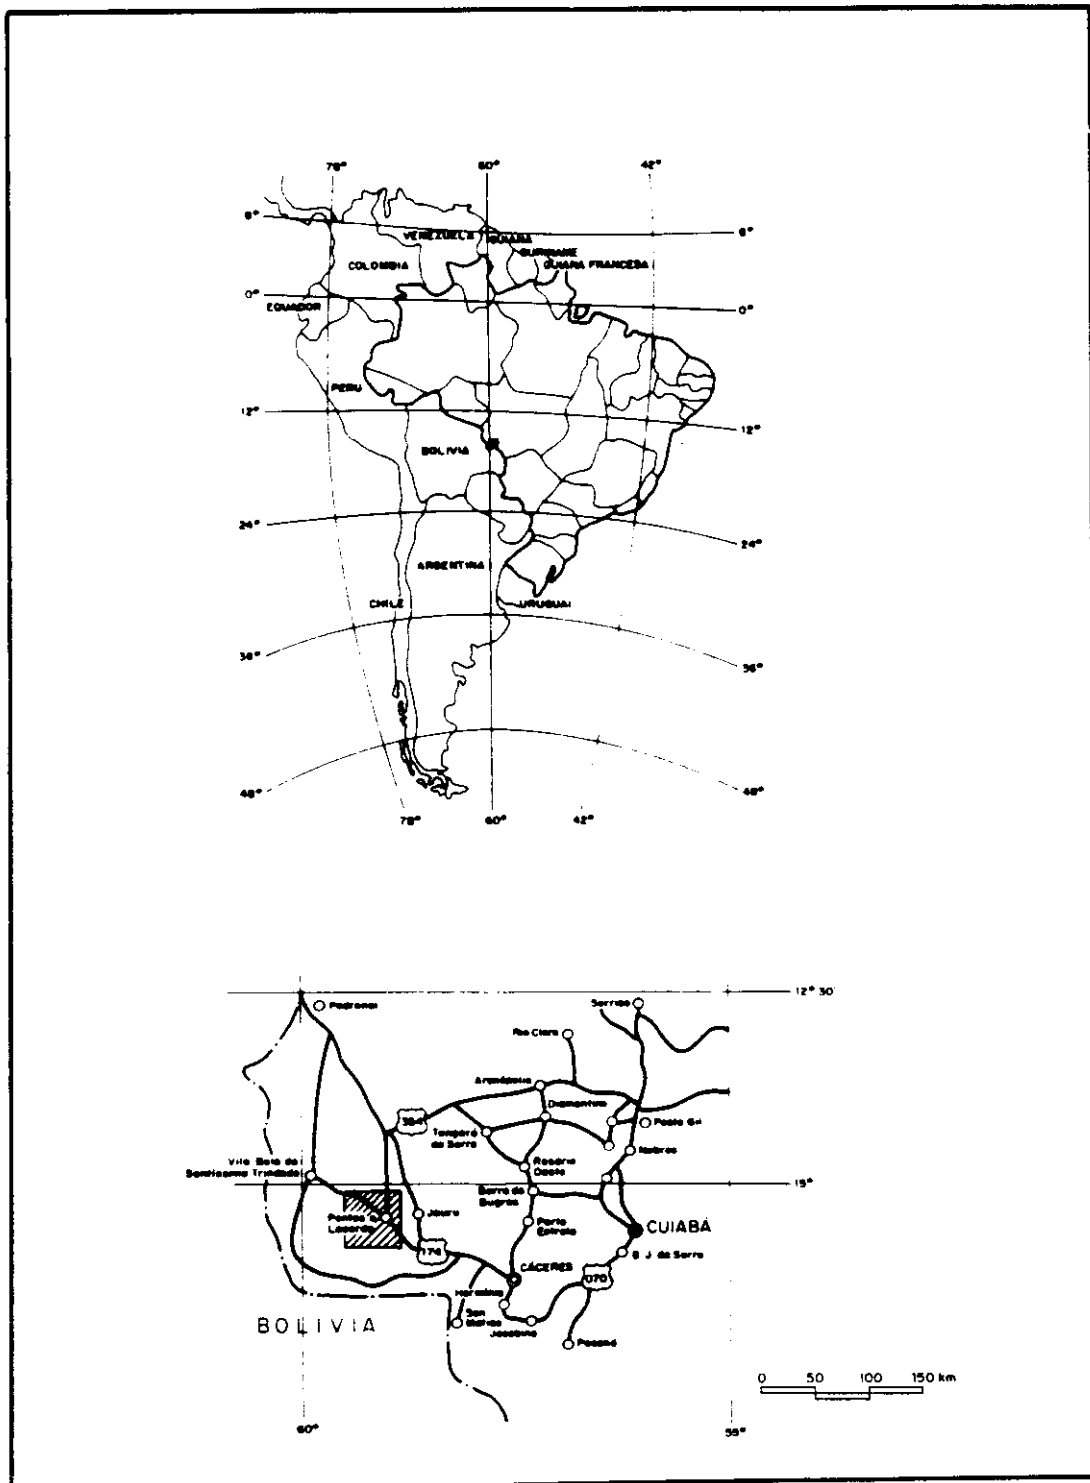 78°
60°
42°
VENEZUELA
GUIANA
SURINAME
GUIANA FRANCESA
COLOMBIA
0°
0°
EQUADOR
PERU
12°
12°
BOLIVIA
24°
24°
ARGENTINA
CHILE
URUGUAI
36°
36°
48°
48°
78°
60°
42°
12° 30'
Padronal
Sorriso
Rio Claro
Arenápolis
Diamantino
364
Posto Gil
Tangará
da Serra
Nobres
Vila Bela da
Santíssima Trindade
Rosário
Oeste
15°
Barra do
Bugres
Pontes e
Lacerda
Jauru
Porto
Estrela
CUIABÁ
174
B. J. da Serra
CÁCERES
070
San
Matias
Jacobina
BOLIVIA
Poconé
0 50 100 150 km
60°
55°